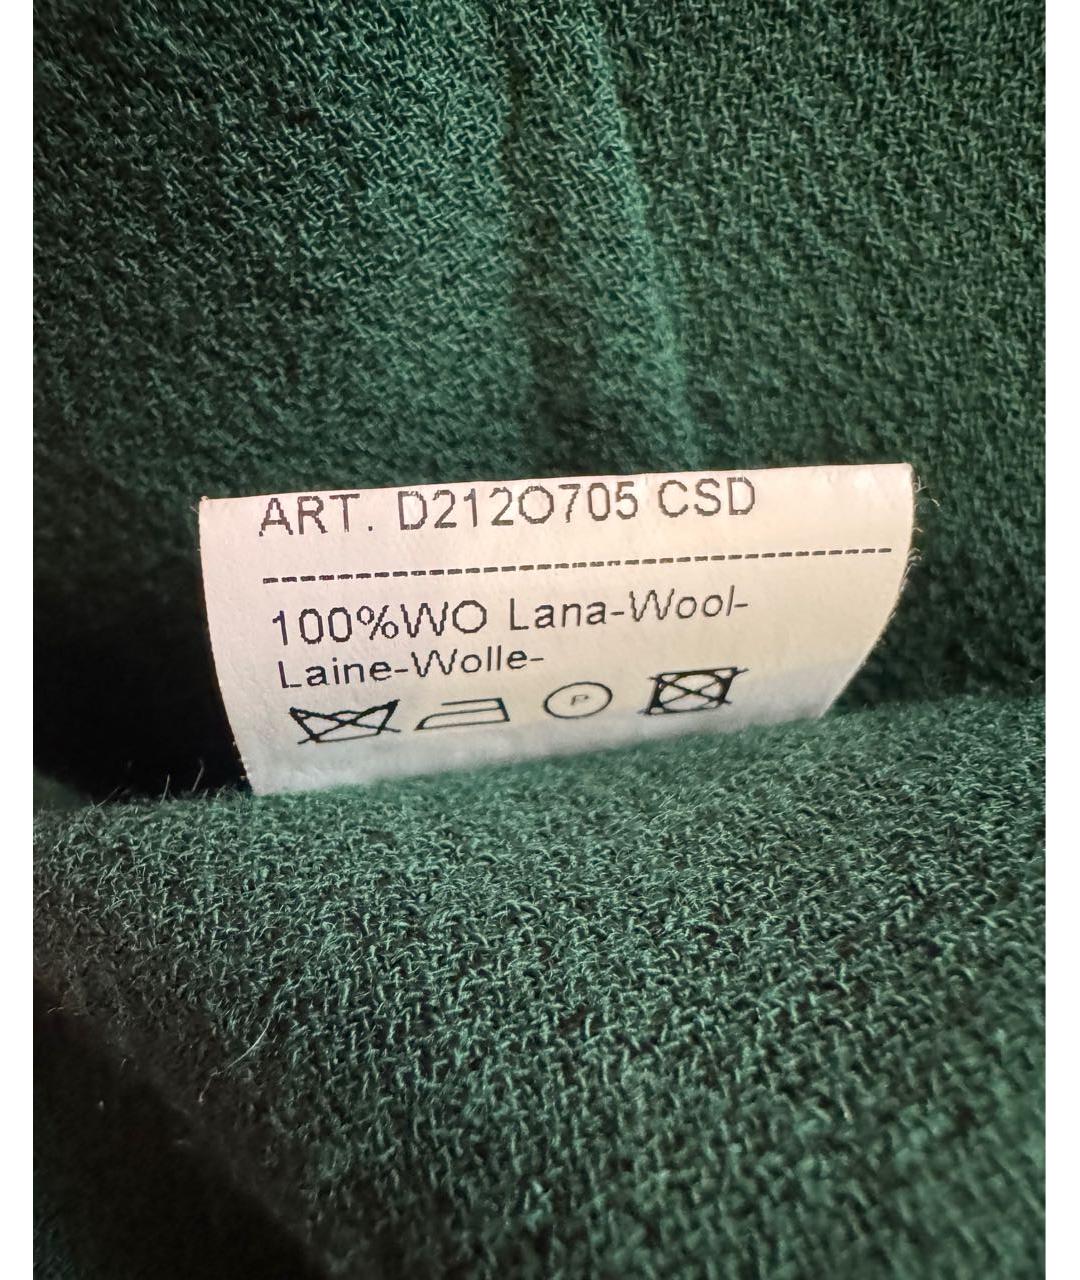 ART. D212O705 CSD
100%WO Lana-Wool-
Laine-Wolle-
P